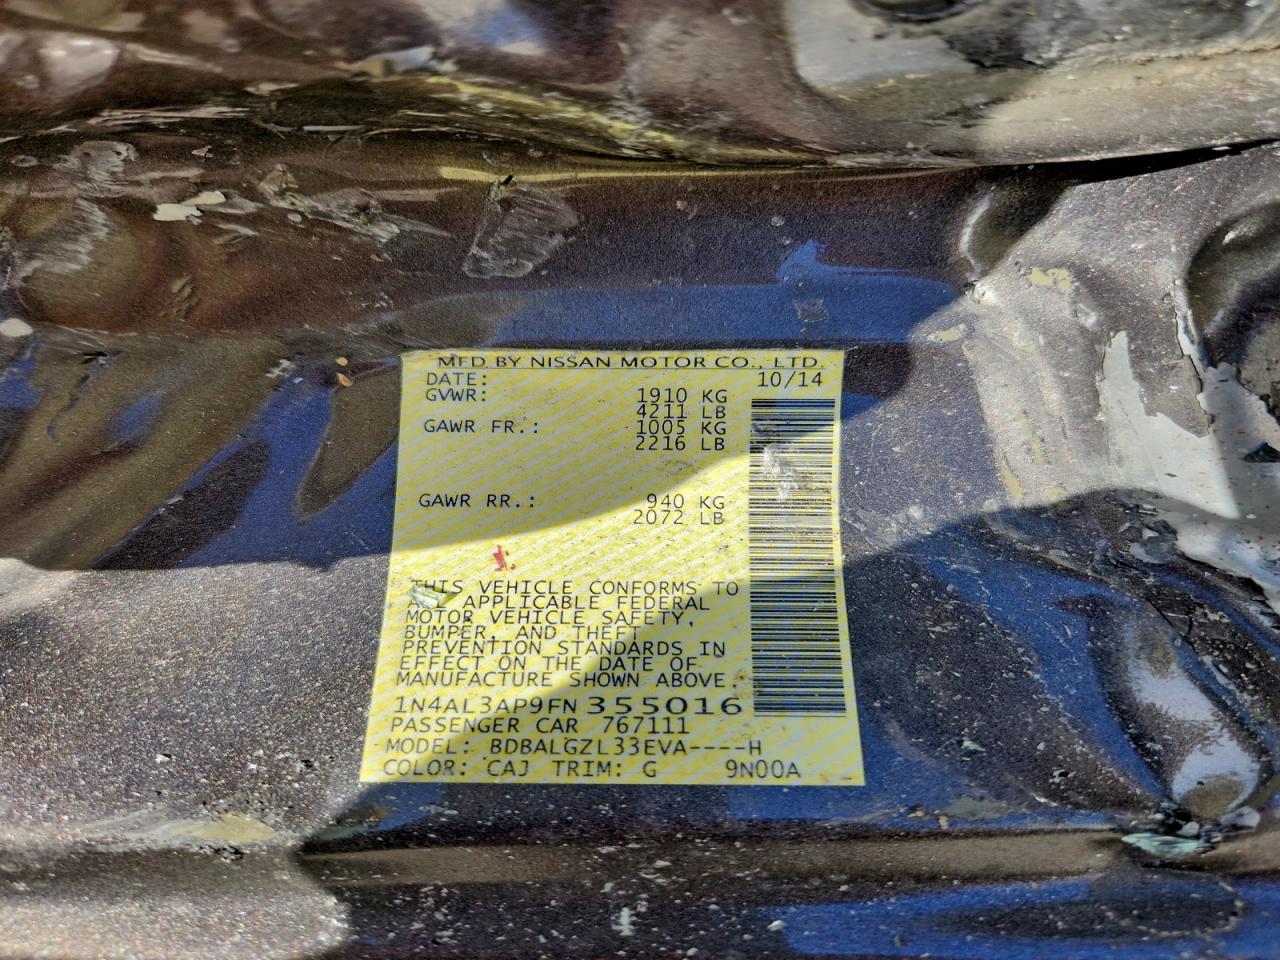 MFD BY NISSAN MOTOR CO., LTD.
DATE: 10/14
GVWR: 1910 KG
4211 LB
GAWR FR.: 1005 KG
2216 LB
GAWR RR.: 940 KG
2072 LB
THIS VEHICLE CONFORMS TO
ALL APPLICABLE FEDERAL
MOTOR VEHICLE SAFETY,
BUMPER, AND THEFT
PREVENTION STANDARDS IN
EFFECT ON THE DATE OF
MANUFACTURE SHOWN ABOVE.
1N4AL3AP9FN 355016
PASSENGER CAR 767111
MODEL: BDBALGZL33EVA----H
COLOR: CAJ TRIM: G 9N00A